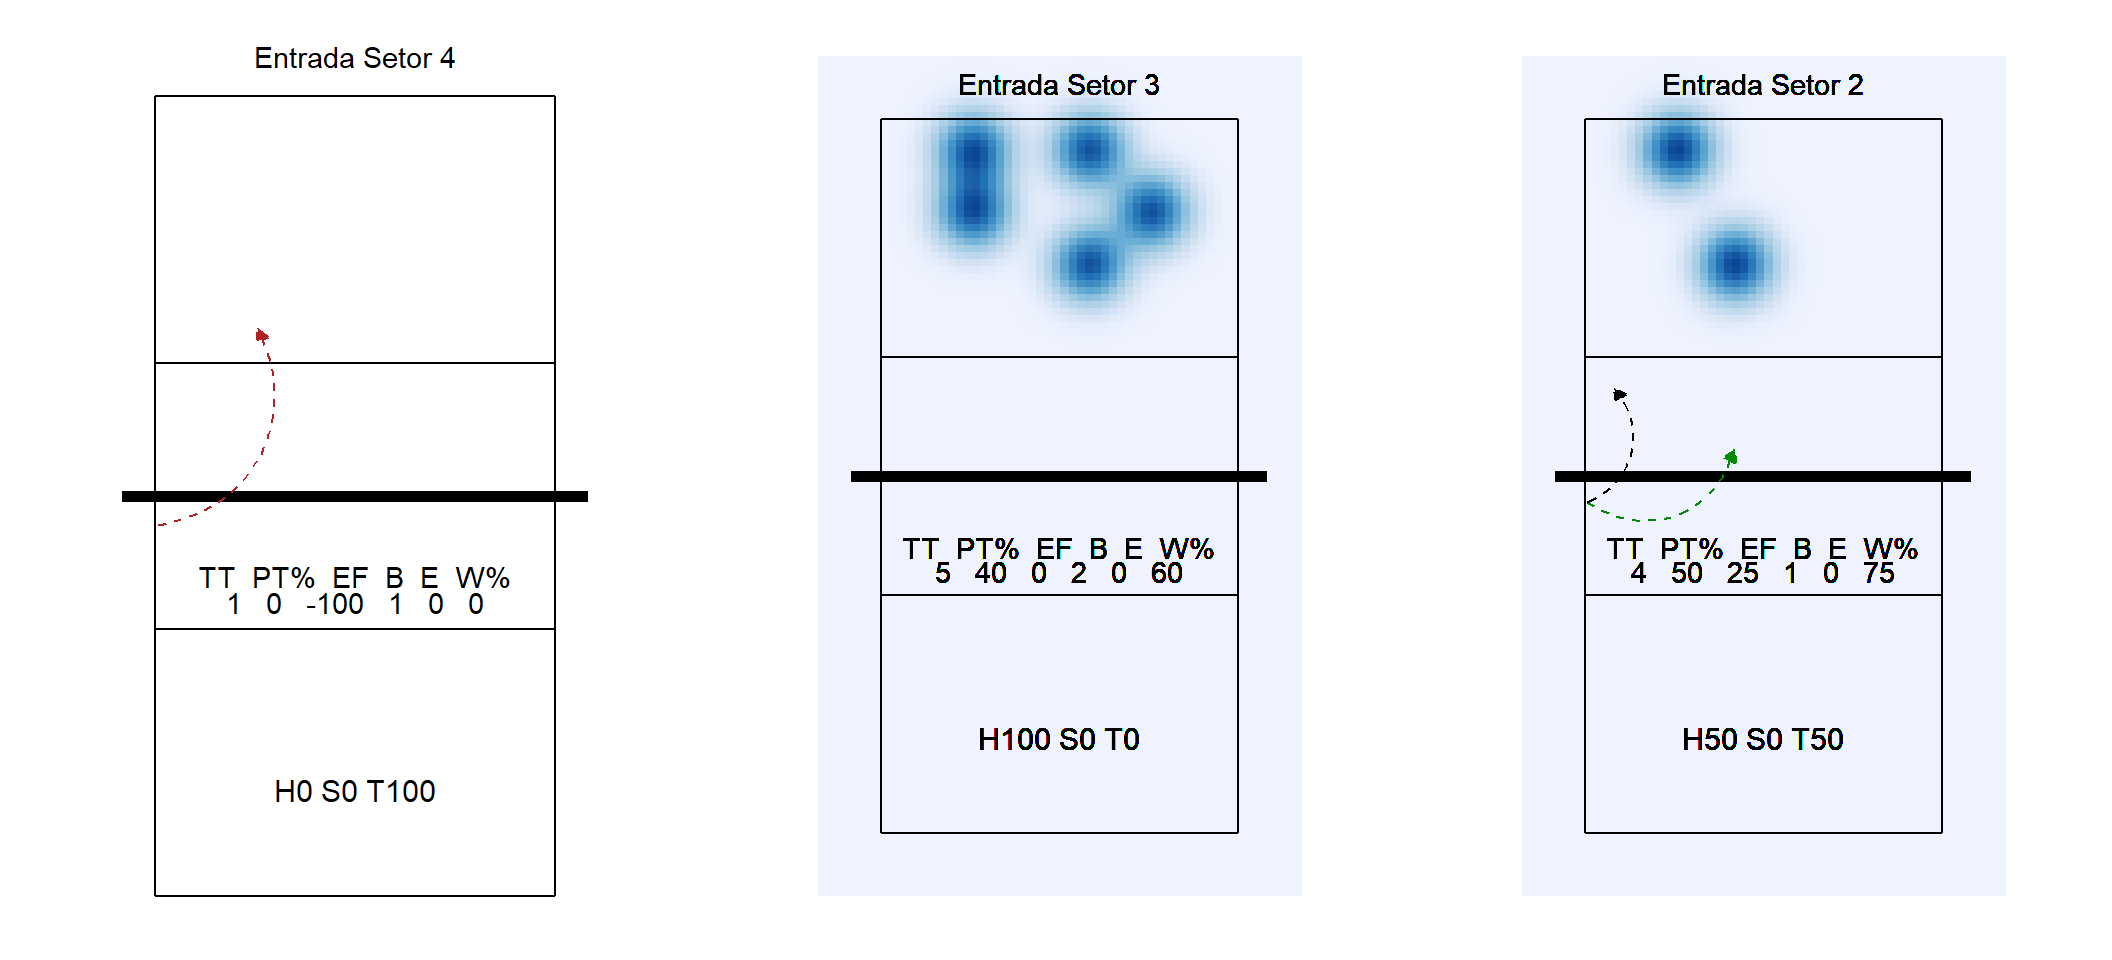 Entrada Setor 4
TT PT% EF B E W%
1 0 -100 1 0 0
H0 S0 T100
Entrada Setor 3
TT PT% EF B E W%
5 40 0 2 0 60
H100 S0 T0
Entrada Setor 2
TT PT% EF B E W%
4 50 25 1 0 75
H50 S0 T50